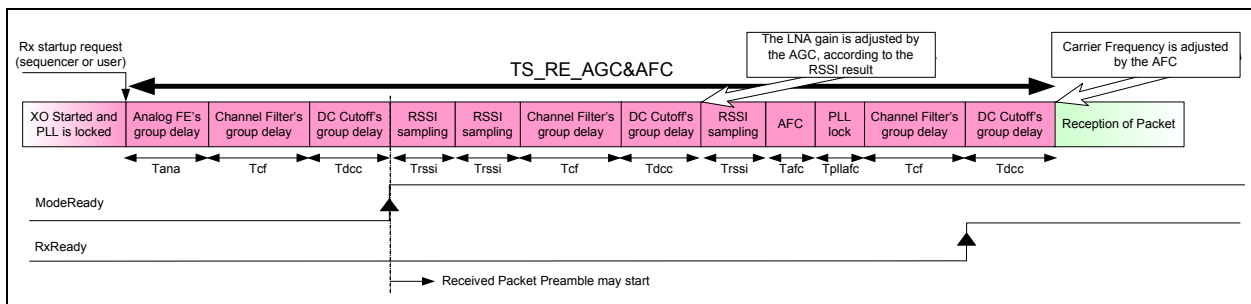 Rx startup request
(sequencer or user)
TS_RE_AGC&AFC
The LNA gain is adjusted by
the AGC, according to the
RSSI result
Carrier Frequency is adjusted
by the AFC
XO Started and
PLL is locked
Analog FE's
group delay
Channel Filter's
group delay
DC Cutoff's
group delay
RSSI
sampling
RSSI
sampling
Channel Filter's
group delay
DC Cutoff's
group delay
RSSI
sampling
AFC
PLL
lock
Channel Filter's
group delay
DC Cutoff's
group delay
Reception of Packet
Tana
Tcf
Tdcc
Trssi
Trssi
Tcf
Tdcc
Trssi
Tafc
Tpllafc
Tcf
Tdcc
ModeReady
RxReady
Received Packet Preamble may start